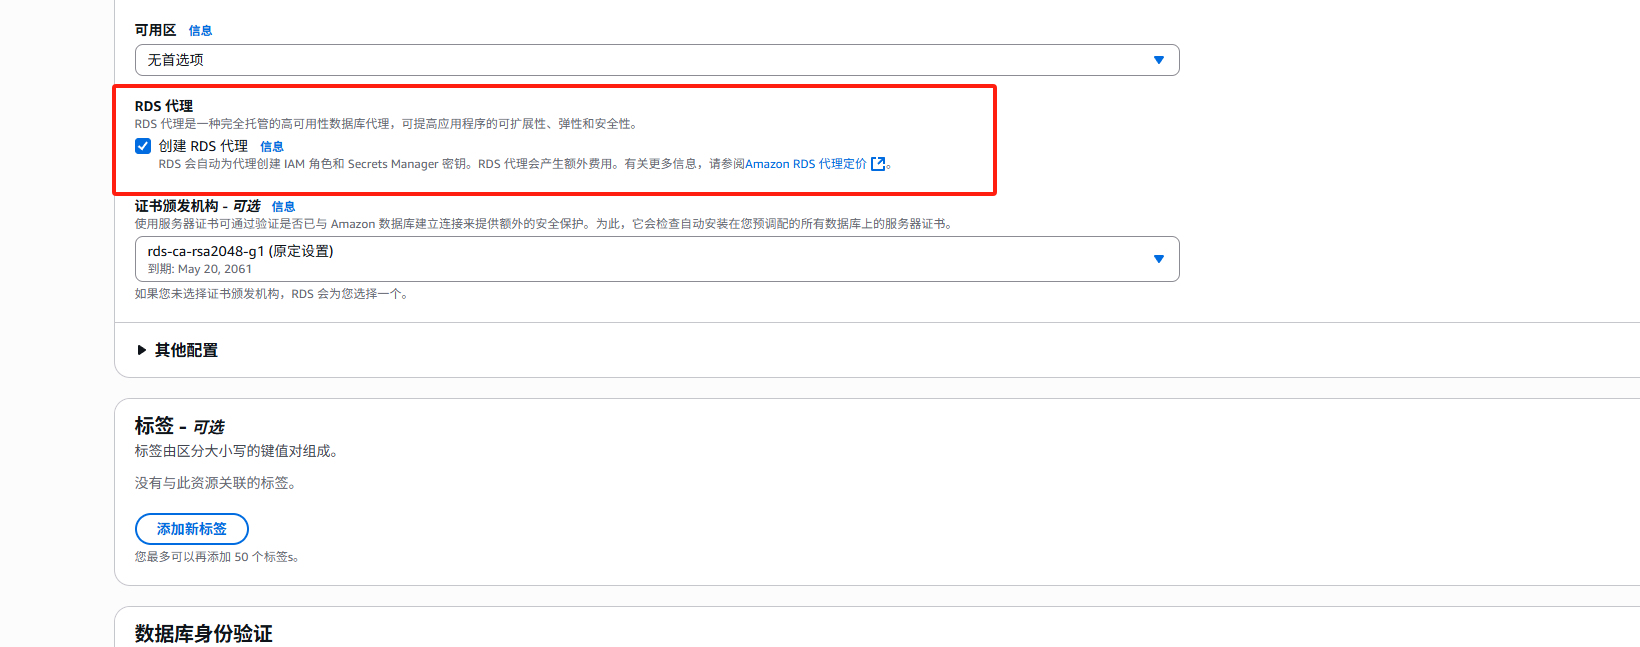 可用区 信息
无首选项
RDS 代理
RDS 代理是一种完全托管的高可用性数据库代理，可提高应用程序的可扩展性、弹性和安全性。
创建 RDS 代理 信息
RDS 会自动为代理创建 IAM 角色和 Secrets Manager 密钥。RDS 代理会产生额外费用。有关更多信息，请参阅Amazon RDS 代理定价 。
证书颁发机构 - 可选 信息
使用服务器证书可通过验证是否已与 Amazon 数据库建立连接来提供额外的安全保护。为此，它会检查自动安装在您预调配的所有数据库上的服务器证书。
rds-ca-rsa2048-g1 (原定设置)
到期: May 20, 2061
如果您未选择证书颁发机构，RDS 会为您选择一个。
其他配置
标签 - 可选
标签由区分大小写的键值对组成。
没有与此资源关联的标签。
添加新标签
您最多可以再添加 50 个标签s。
数据库身份验证